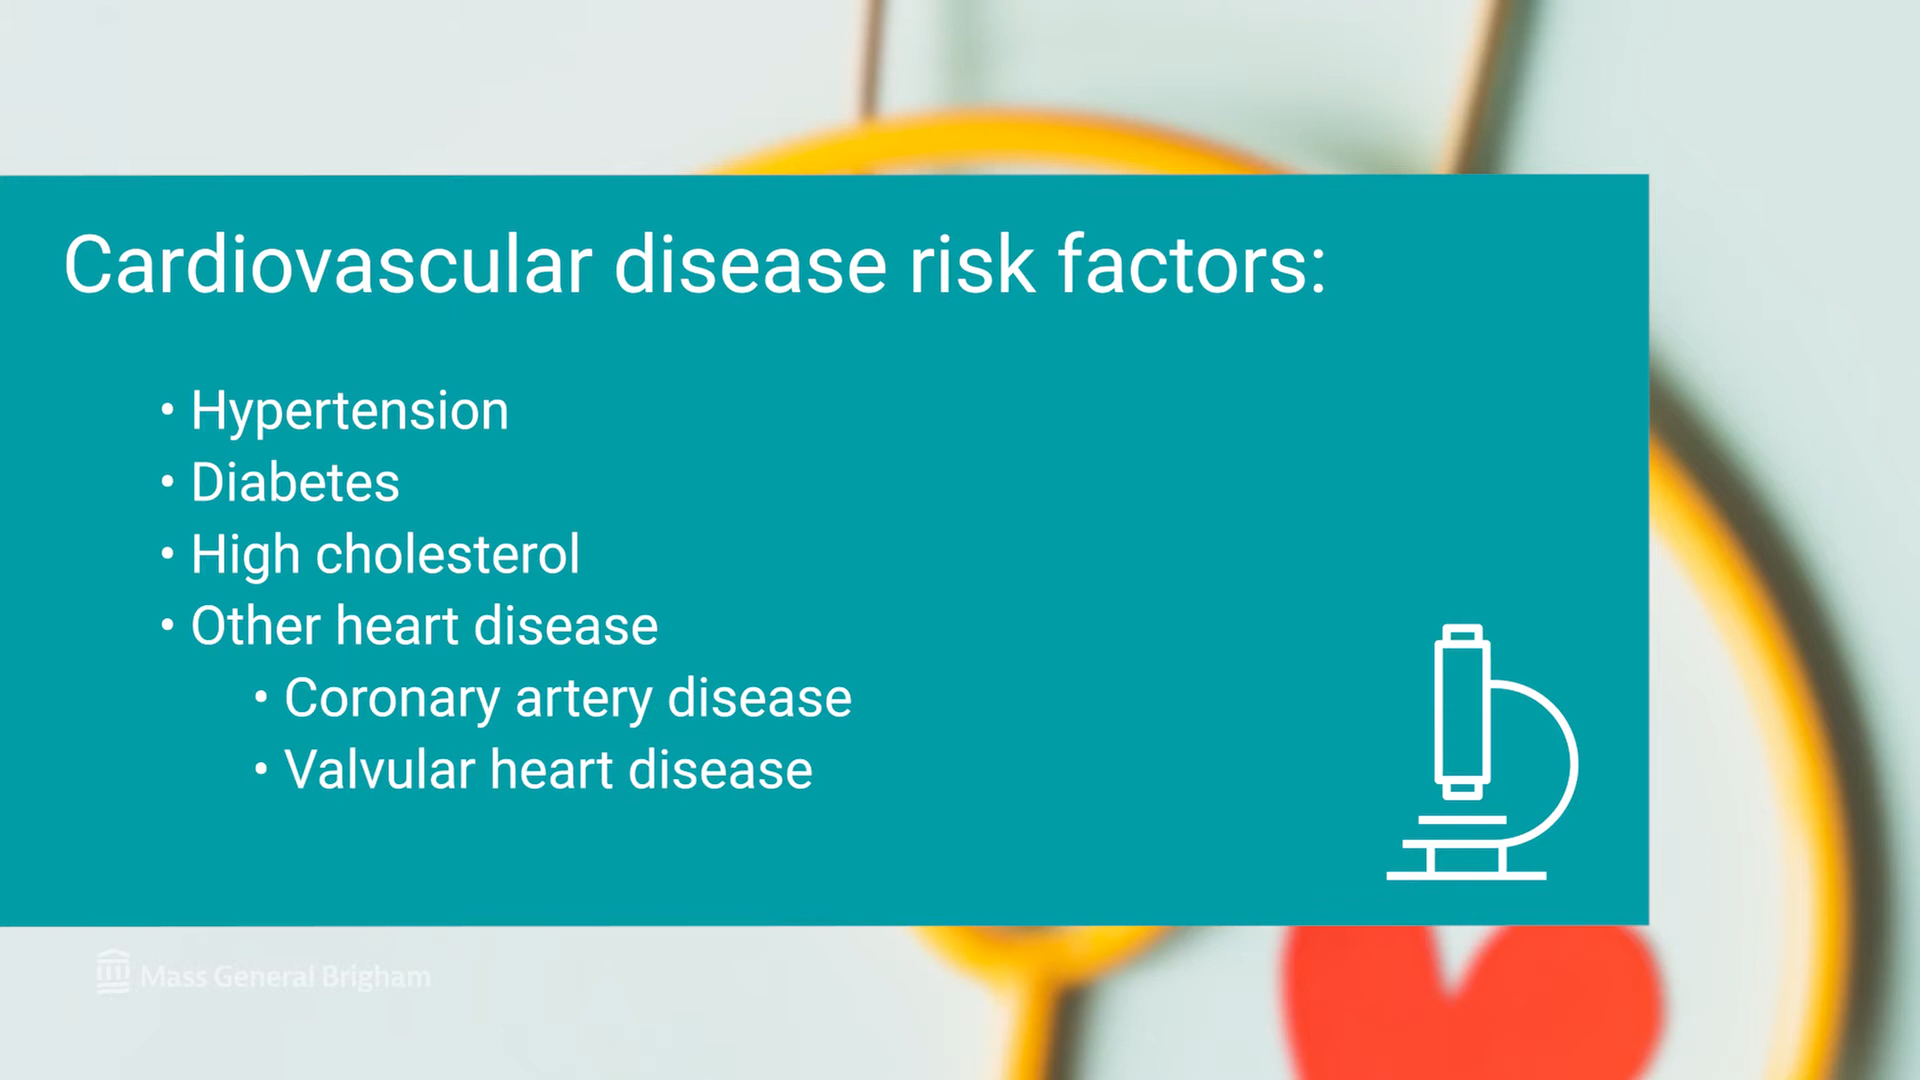 Cardiovascular disease risk factors:
• Hypertension
• Diabetes
• High cholesterol
• Other heart disease
• Coronary artery disease
• Valvular heart disease
Mass General Brigham